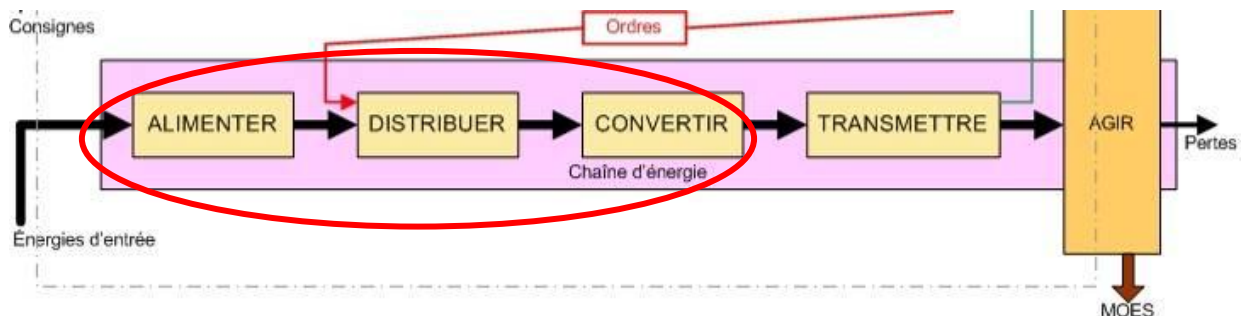 Consignes
Ordres
ALIMENTER
DISTRIBUER
CONVERTIR
TRANSMETTRE
AGIR
Pertes
Chaîne d'énergie
Énergies d'entrée
MOES